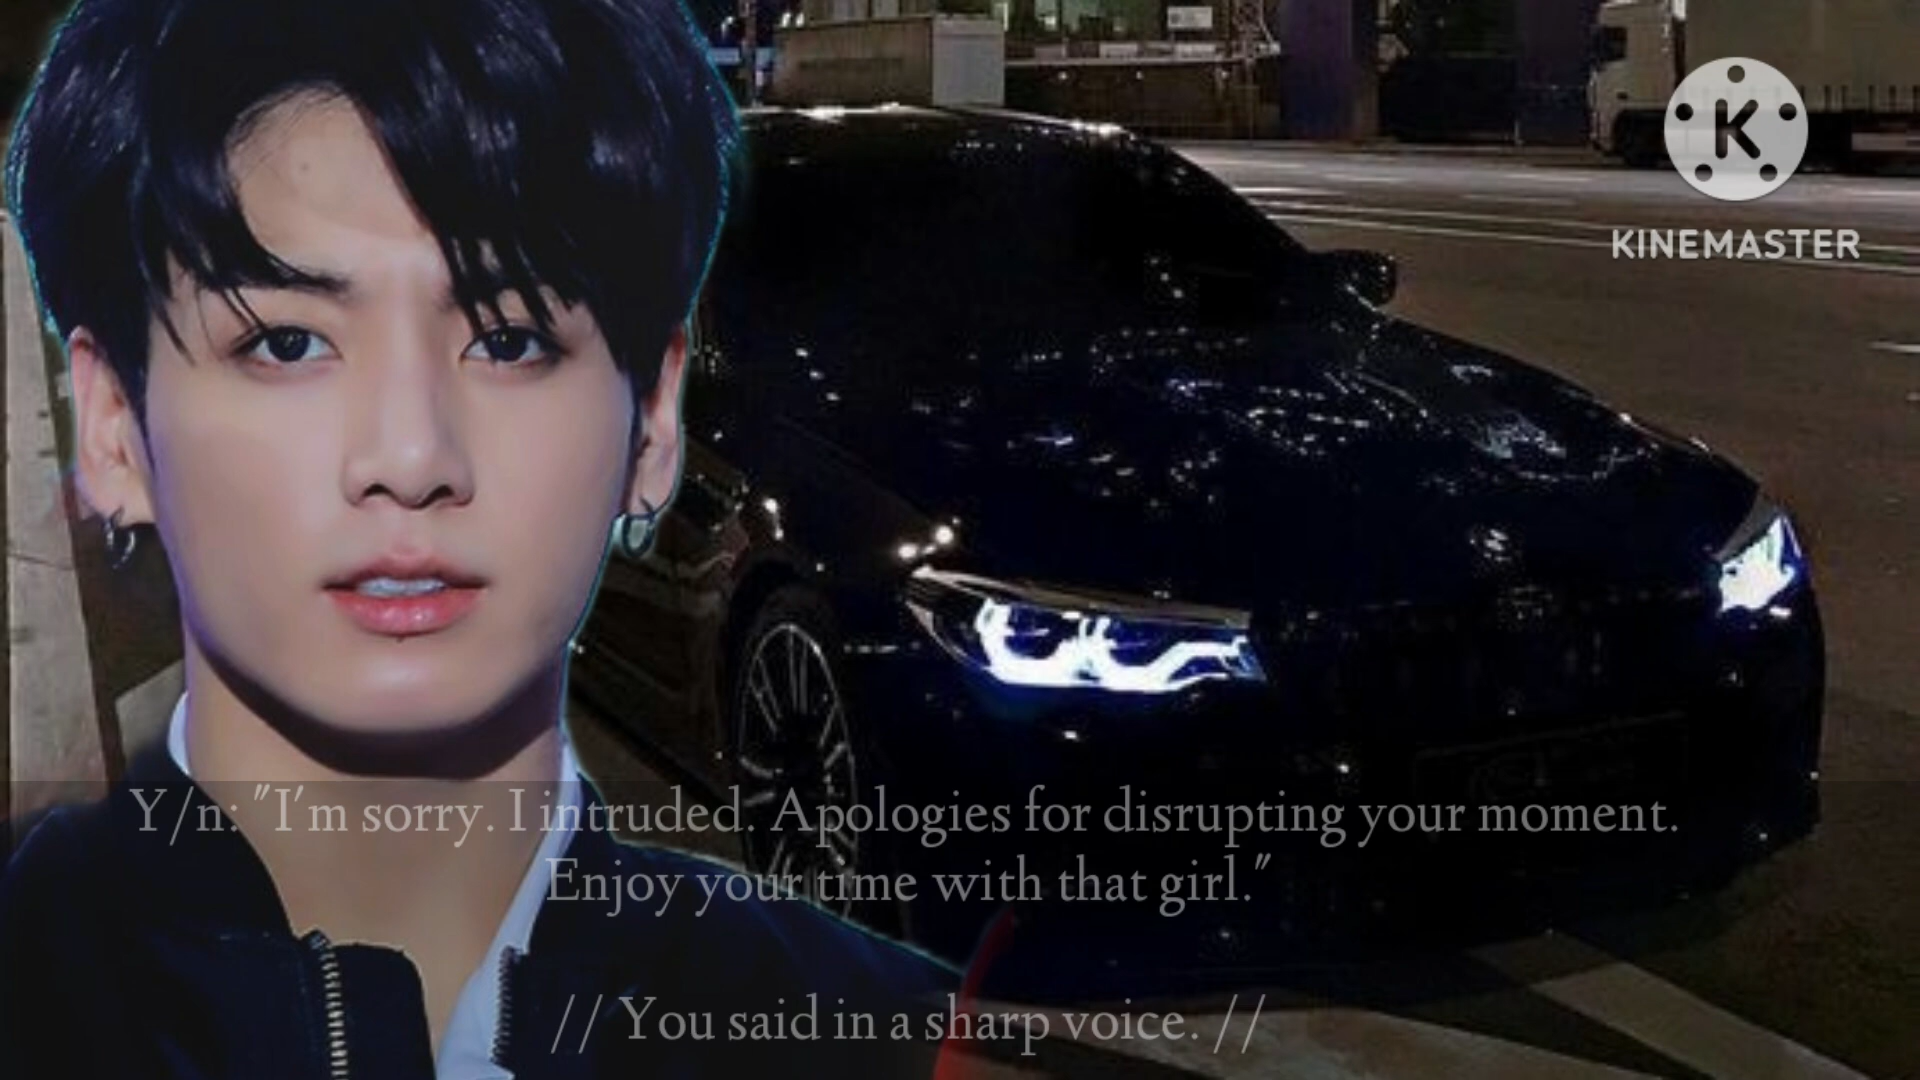 K
KINEMASTER
Y/n: "I'm sorry. I intruded. Apologies for disrupting your moment.
Enjoy your time with that girl."
// You said in a sharp voice. //